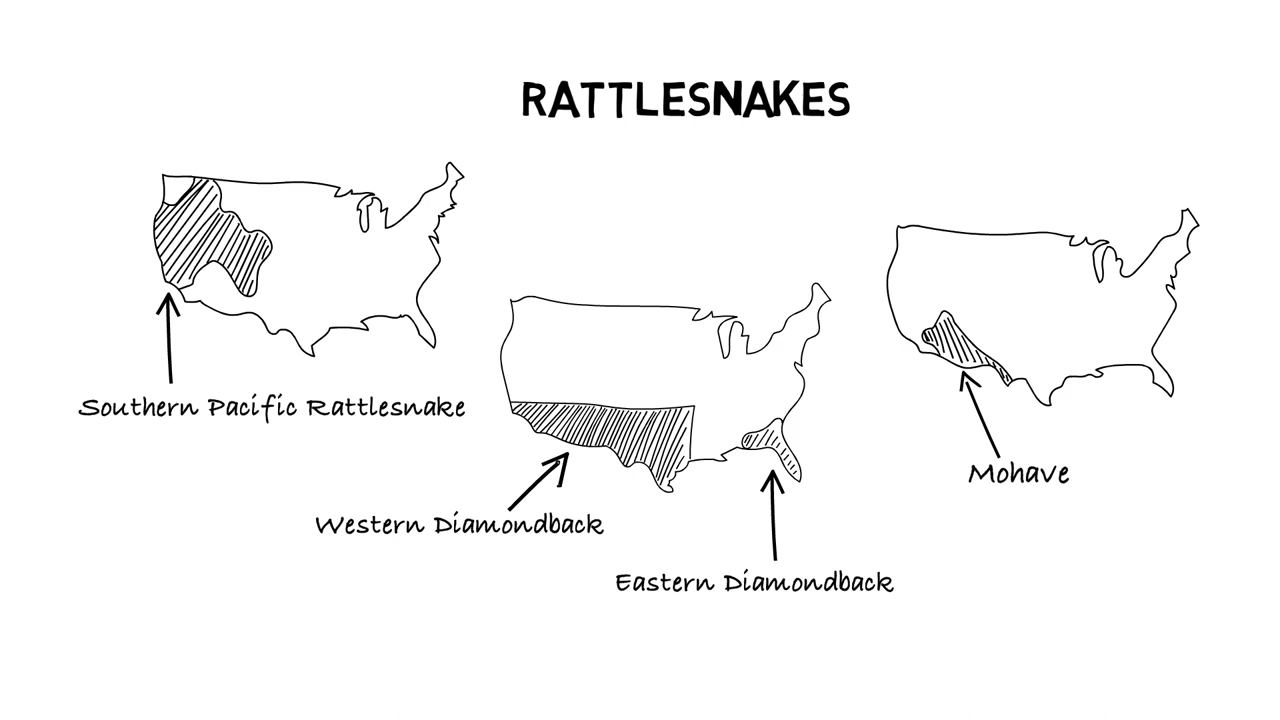 RATTLESNAKES
Southern Pacific Rattlesnake
Western Diamondback
Eastern Diamondback
Mohave